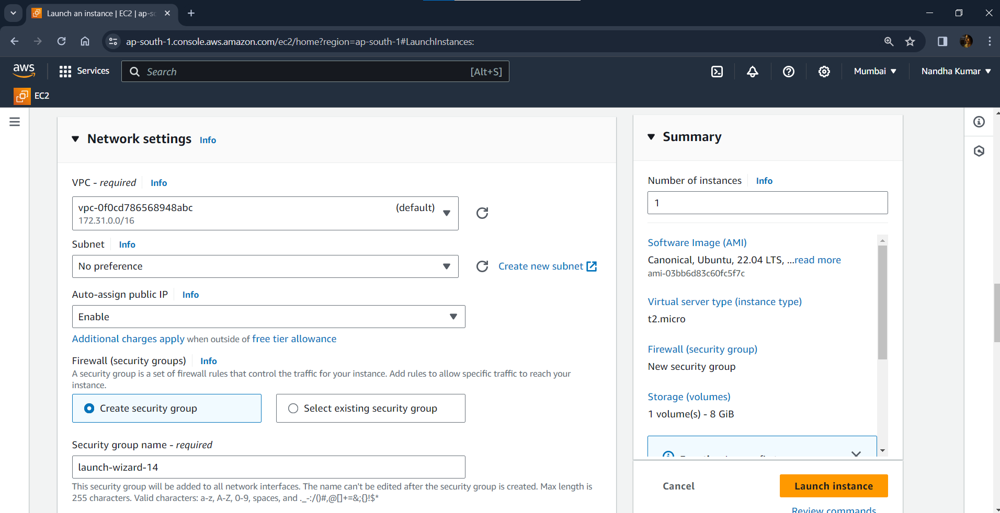 Launch an instance | EC2 | ap-sc
ap-south-1.console.aws.amazon.com/ec2/home?region=ap-south-1#LaunchInstances:
aws
Services
Search
[Alt+S]
Mumbai
Nandha Kumar
EC2
Network settings Info
VPC - required Info
vpc-0f0cd786568948abc (default)
172.31.0.0/16
Subnet Info
No preference
Create new subnet
Auto-assign public IP Info
Enable
Additional charges apply when outside of free tier allowance
Firewall (security groups) Info
A security group is a set of firewall rules that control the traffic for your instance. Add rules to allow specific traffic to reach your
instance.
Create security group
Select existing security group
Security group name - required
launch-wizard-14
This security group will be added to all network interfaces. The name can't be edited after the security group is created. Max length is
255 characters. Valid characters: a-z, A-Z, 0-9, spaces, and ._-:/()#,@[]+=&;{}!$*
Summary
Number of instances Info
1
Software Image (AMI)
Canonical, Ubuntu, 22.04 LTS, ...read more
ami-03bb6d83c60fc5f7c
Virtual server type (instance type)
t2.micro
Firewall (security group)
New security group
Storage (volumes)
1 volume(s) - 8 GiB
Cancel
Launch instance
Review commands